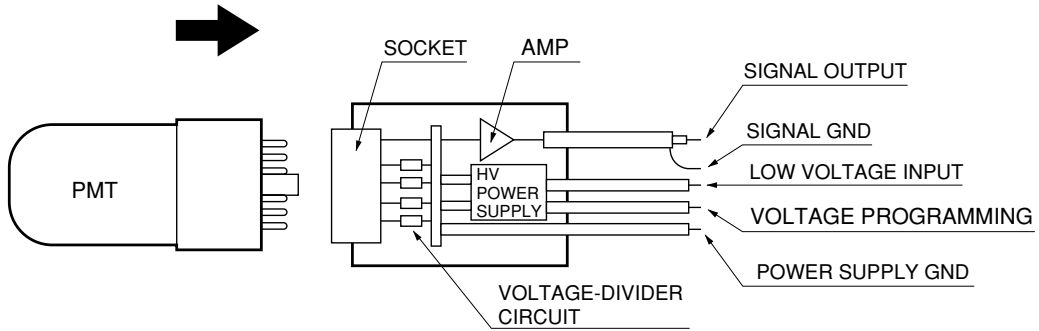 SOCKET
AMP
SIGNAL OUTPUT
SIGNAL GND
LOW VOLTAGE INPUT
VOLTAGE PROGRAMMING
POWER SUPPLY GND
PMT
HV
POWER
SUPPLY
VOLTAGE-DIVIDER
CIRCUIT